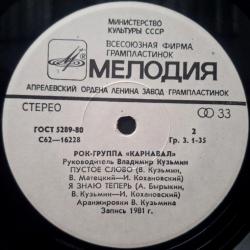 МИНИСТЕРСТВО
КУЛЬТУРЫ СССР
ВСЕСОЮЗНАЯ ФИРМА
ГРАМПЛАСТИНОК
МЕЛОДИЯ
АПРЕЛЕВСКИЙ ОРДЕНА ЛЕНИНА ЗАВОД ГРАМПЛАСТИНОК
СТЕРЕО
33
ГОСТ 5289-80
2
С62—16228
Гр. 3. 1-35
РОК-ГРУППА «КАРНАВАЛ»
Руководитель Владимир Кузьмин
ПУСТОЕ СЛОВО (В. Кузьмин,
В. Матецкий—И. Кохановский)
Я ЗНАЮ ТЕПЕРЬ (А. Бырыкин,
В. Кузьмин—И. Кохановский)
Аранжировки В. Кузьмина
Запись 1981 г.